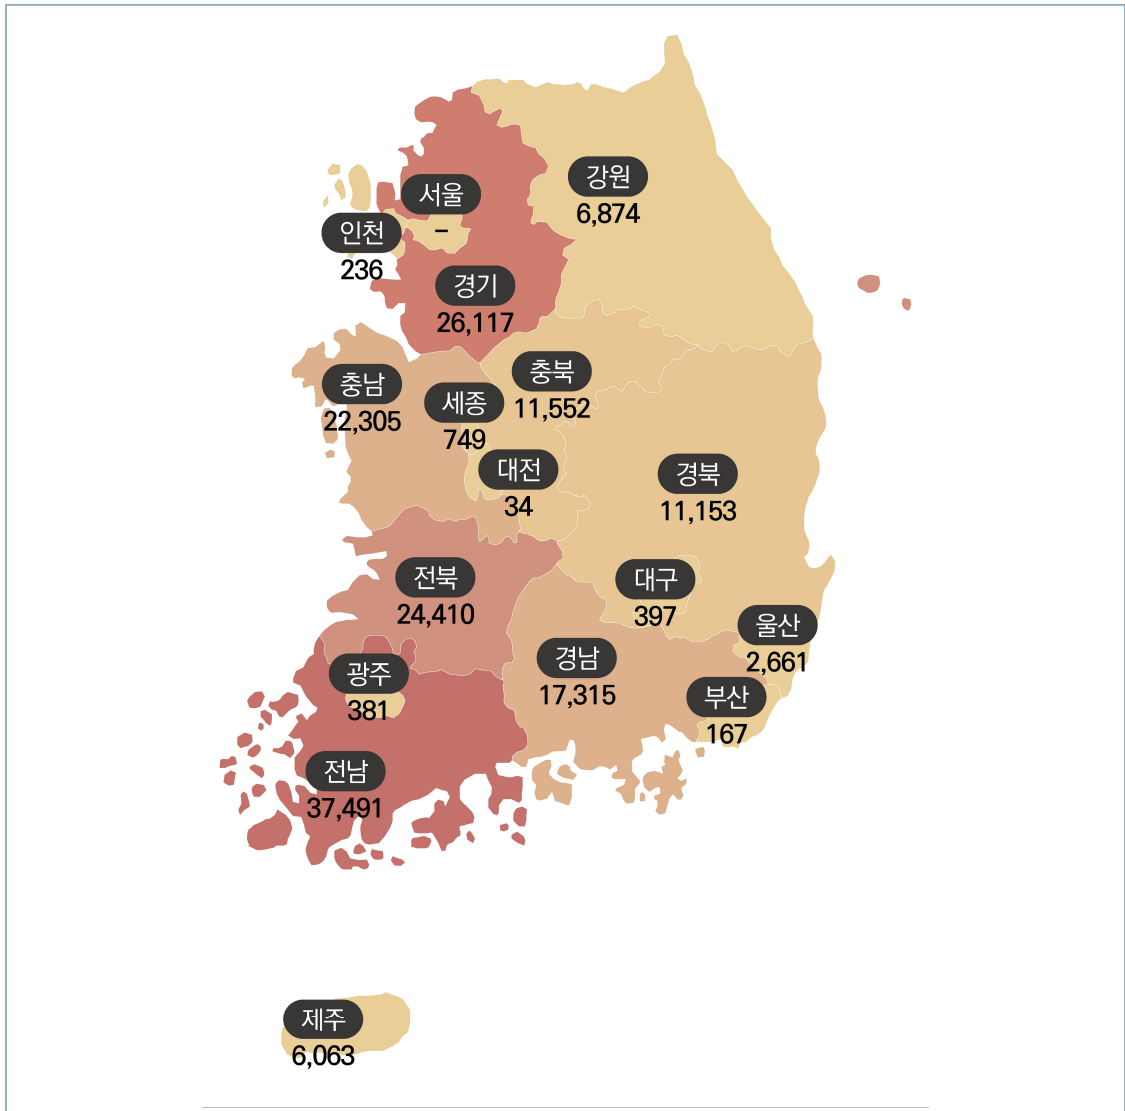 강원
6,874
서울
–
인천
236
경기
26,117
충북
11,552
충남
22,305
세종
749
대전
34
경북
11,153
전북
24,410
대구
397
울산
2,661
경남
17,315
광주
381
부산
167
전남
37,491
제주
6,063